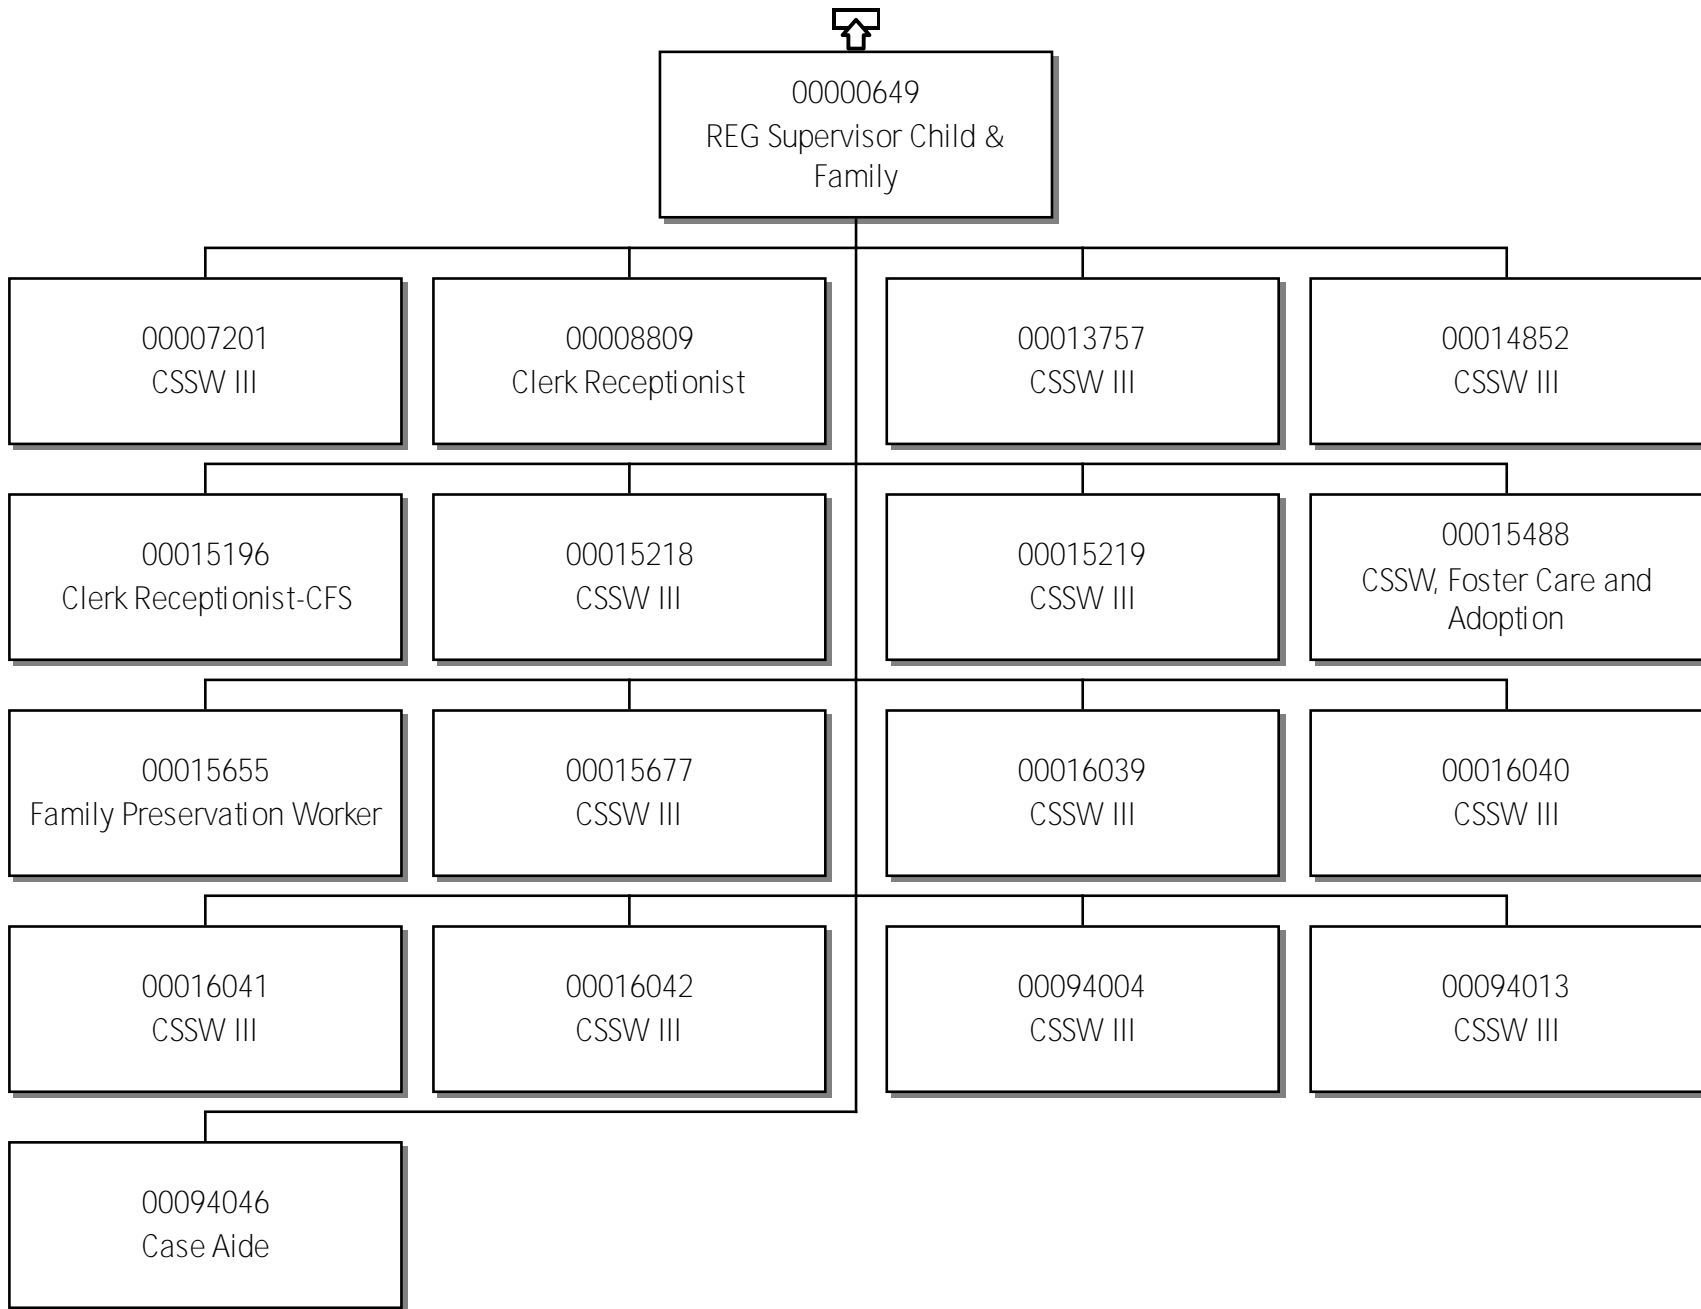 00000649
REG Supervisor Child &
Family
00007201
CSSW III
00008809
Clerk Receptionist
00013757
CSSW III
00014852
CSSW III
00015196
Clerk Receptionist-CFS
00015218
CSSW III
00015219
CSSW III
00015488
CSSW, Foster Care and
Adoption
00015655
Family Preservation Worker
00015677
CSSW III
00016039
CSSW III
00016040
CSSW III
00016041
CSSW III
00016042
CSSW III
00094004
CSSW III
00094013
CSSW III
00094046
Case Aide